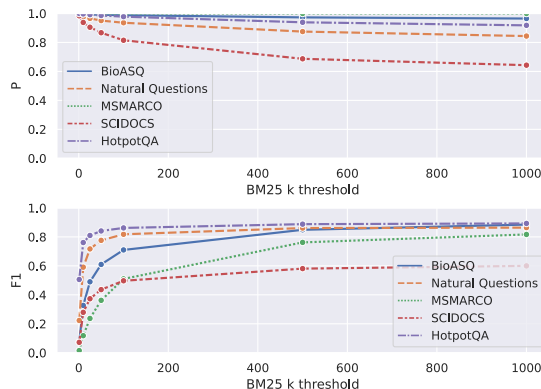 1.0
0.8
0.6
0.4
0.2
0.0
P
BioASQ
Natural Questions
MSMARCO
SCIDOCS
HotpotQA
0 200 400 600 800 1000
BM25 k threshold
1.0
0.8
0.6
0.4
0.2
0.0
F1
BioASQ
Natural Questions
MSMARCO
SCIDOCS
HotpotQA
0 200 400 600 800 1000
BM25 k threshold